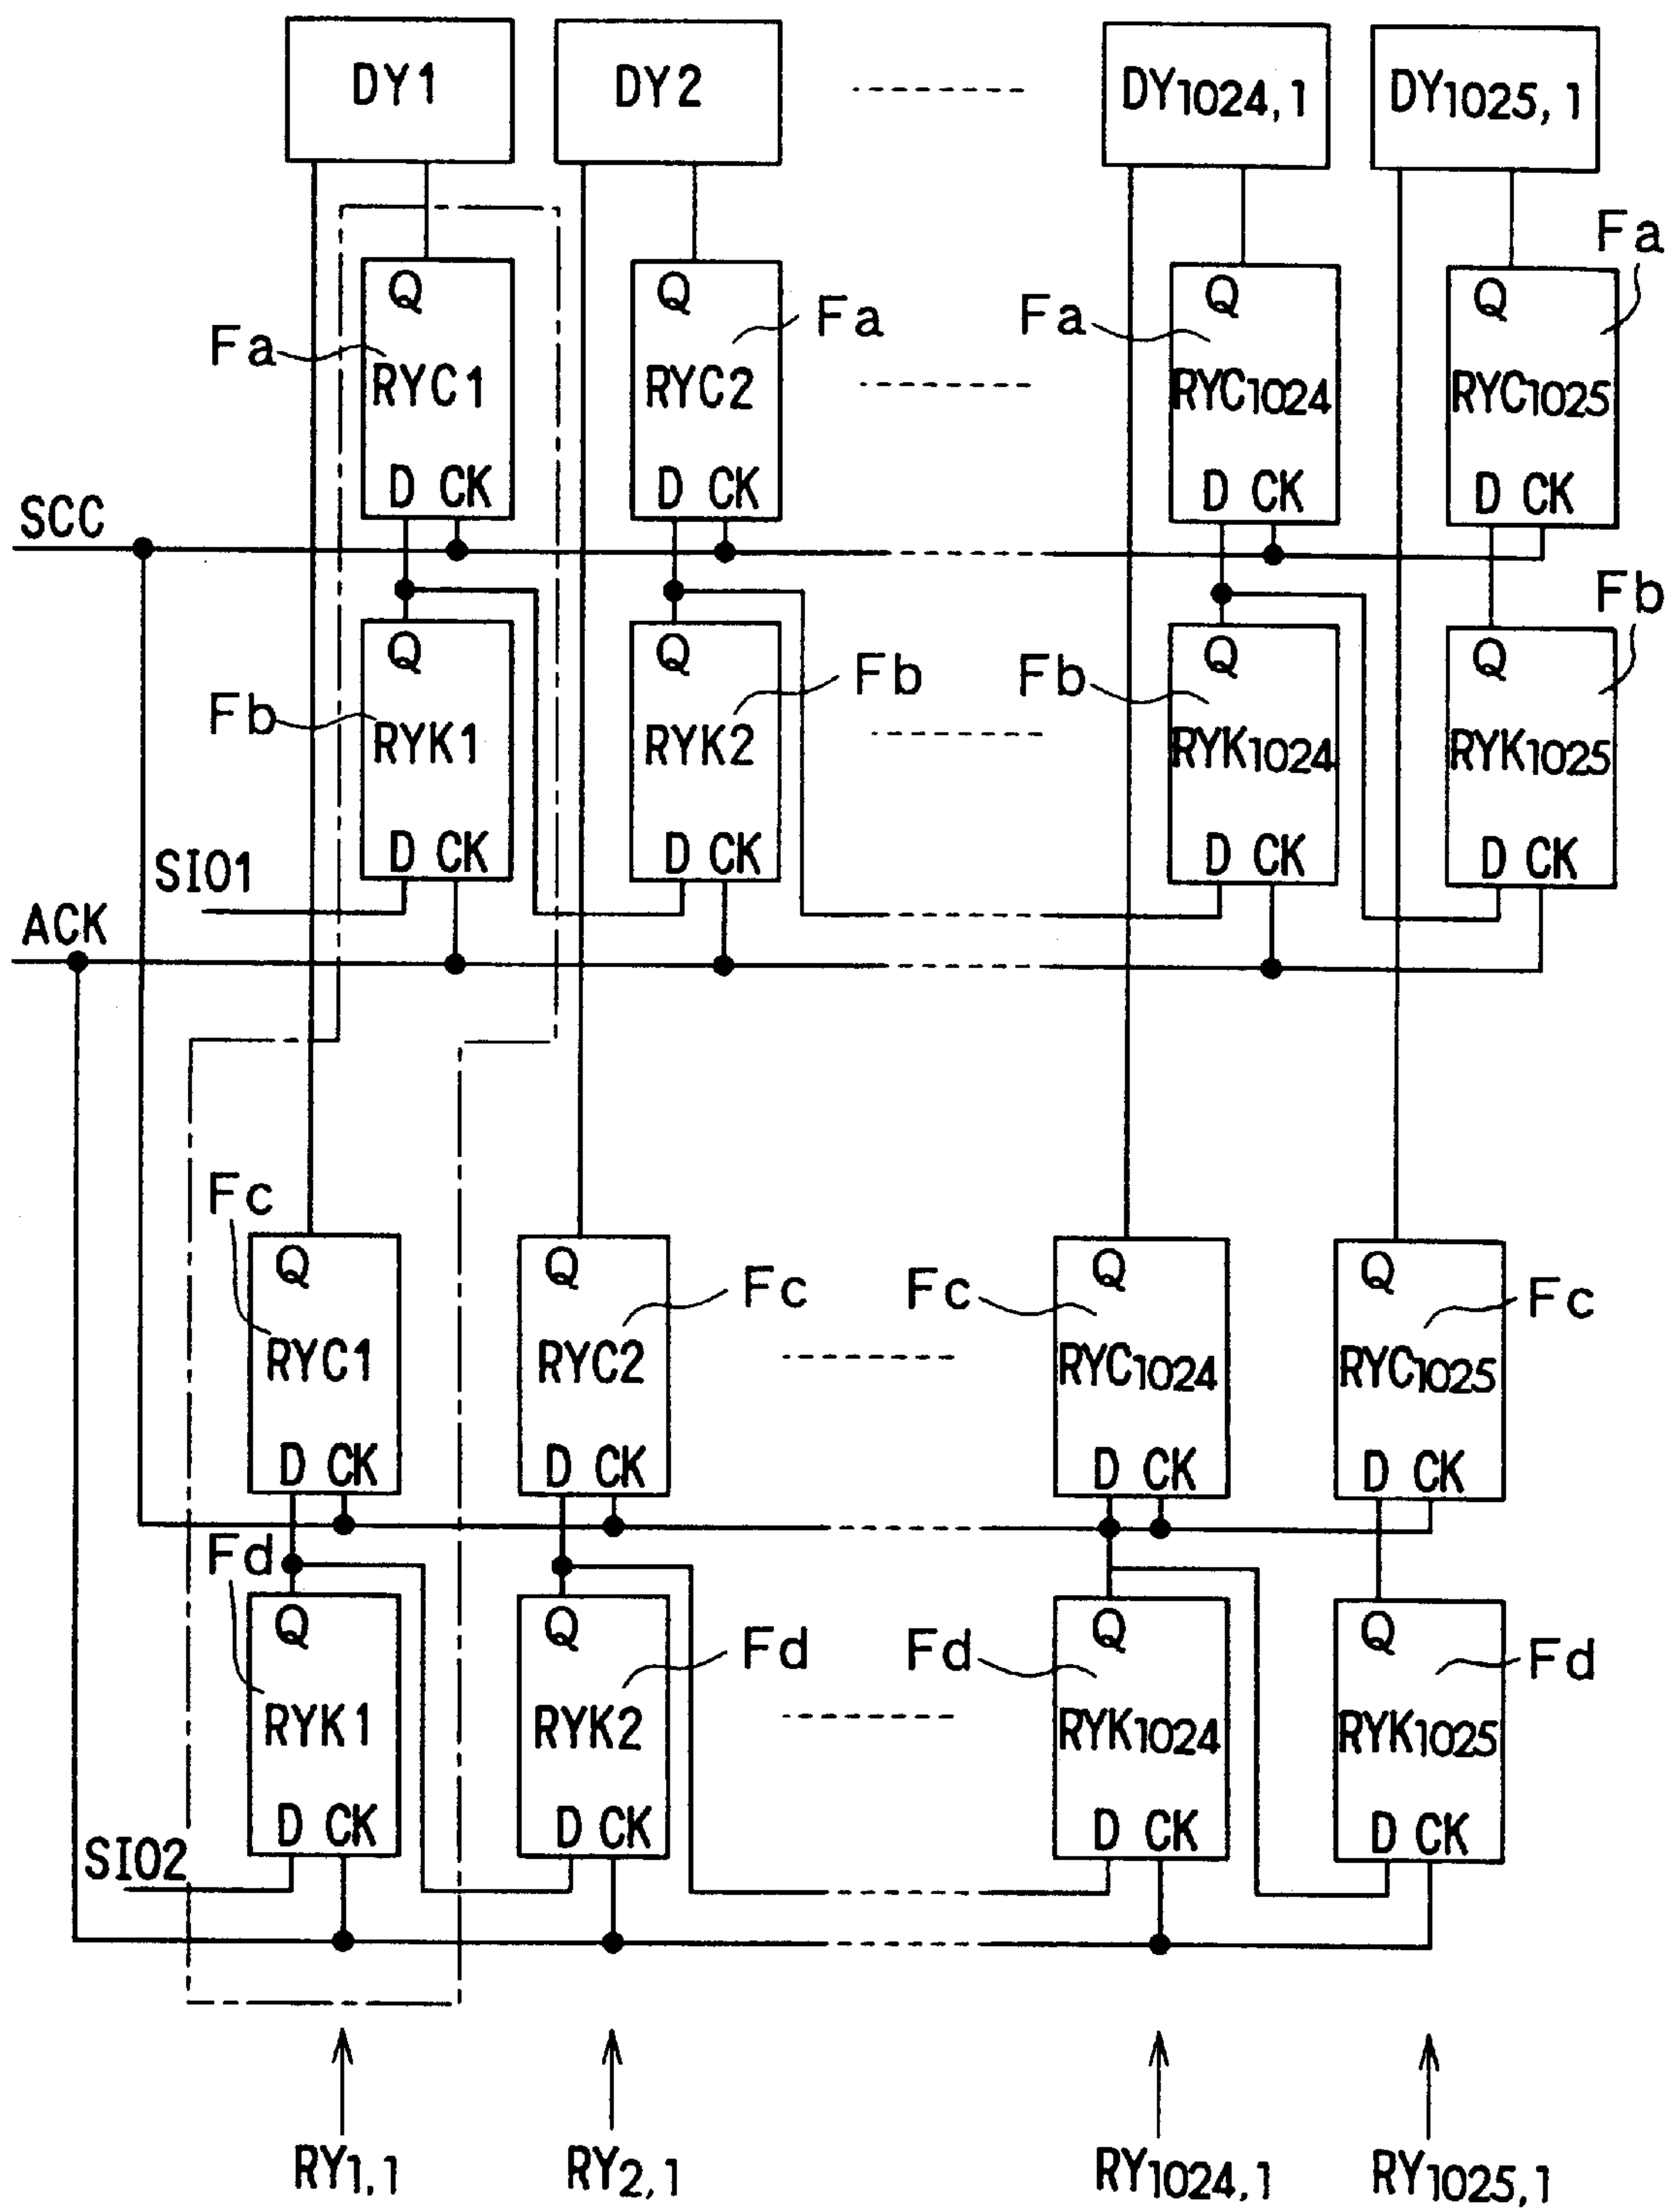 DY1 DY2 DY1024,1 DY1025,1
Fa
Q Q Q Q
Fa Fa Fa
RYC1 RYC2 RYC1024 RYC1025
D CK D CK D CK D CK
SCC
Fb
Q Q Q Q
Fb Fb Fb
RYK1 RYK2 RYK1024 RYK1025
D CK D CK D CK D CK
SIO1
ACK
Fc
Q Q Q Q
Fc Fc Fc
RYC1 RYC2 RYC1024 RYC1025
D CK D CK D CK D CK
Fd
Q Q Q Q
Fd Fd Fd
RYK1 RYK2 RYK1024 RYK1025
D CK D CK D CK D CK
SIO2
RY1,1 RY2,1 RY1024,1 RY1025,1